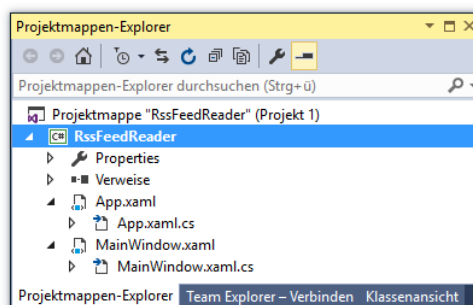 Projektmappen-Explorer
Projektmappen-Explorer durchsuchen (Strg+ü)
Projektmappe "RssFeedReader" (Projekt 1)
C# RssFeedReader
Properties
Verweise
App.xaml
App.xaml.cs
MainWindow.xaml
MainWindow.xaml.cs
Projektmappen-Explorer Team Explorer – Verbinden Klassenansicht